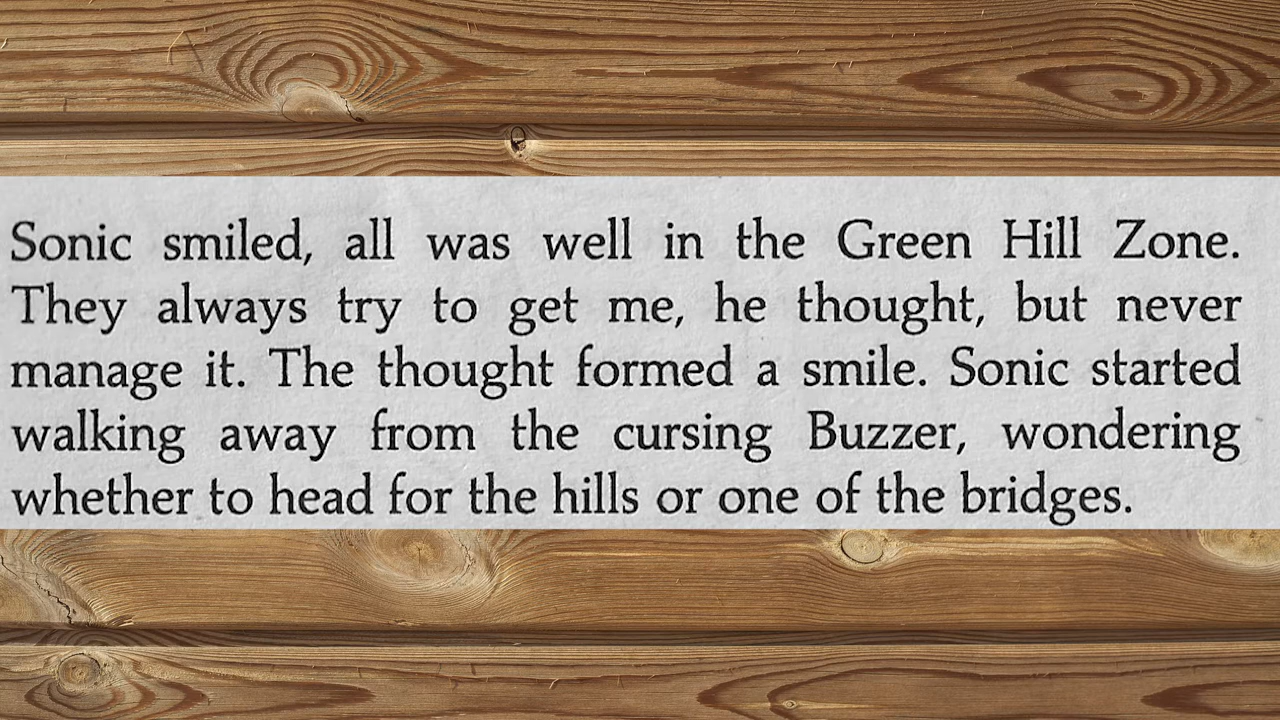 Sonic smiled, all was well in the Green Hill Zone.
They always try to get me, he thought, but never
manage it. The thought formed a smile. Sonic started
walking away from the cursing Buzzer, wondering
whether to head for the hills or one of the bridges.